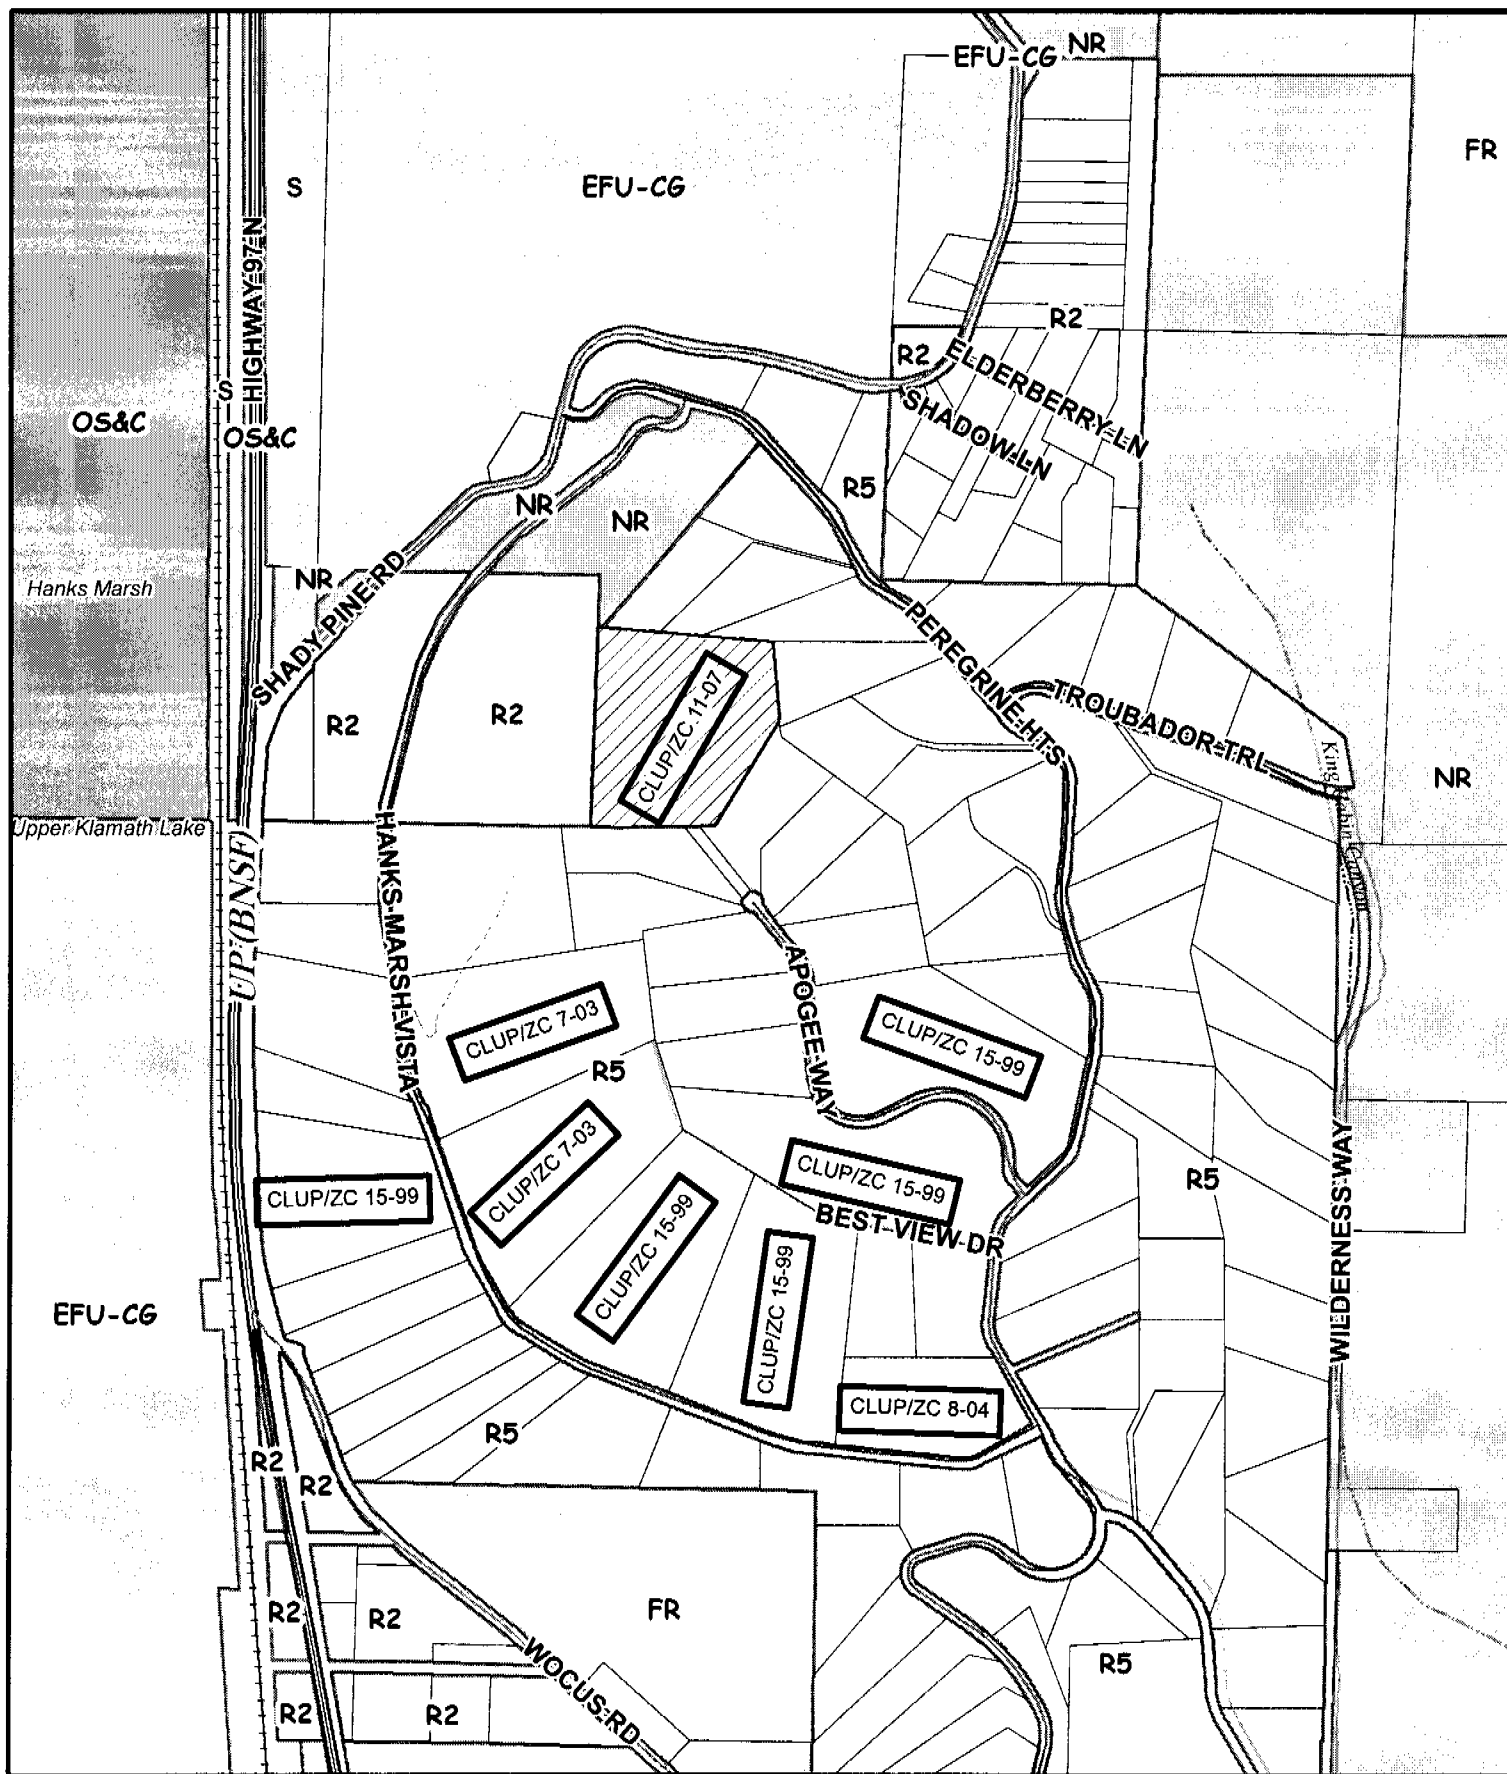 EFU-CG
NR
FR
S
EFU-CG
HIGHWAY 97 N
R2
R2
ELDERBERRY LN
S
SHADOW LN
OS&C
OS&C
R5
NR
NR
NR
Hanks Marsh
SHADY PINE RD
PEREGRINE HTS
CLUP/ZC 11-07
TROUBADOR TRL
R2
R2
NR
Upper Klamath Lake
HANKS MARSH VISTA
UP (BNSF)
APOGEE WAY
CLUP/ZC 7-03
CLUP/ZC 15-99
R5
CLUP/ZC 7-03
CLUP/ZC 15-99
CLUP/ZC 15-99
R5
CLUP/ZC 15-99
BEST VIEW DR
WILDERNESS WAY
CLUP/ZC 15-99
EFU-CG
CLUP/ZC 8-04
R5
R2
R2
R2
R2
FR
R5
WOCUS RD
R2
R2